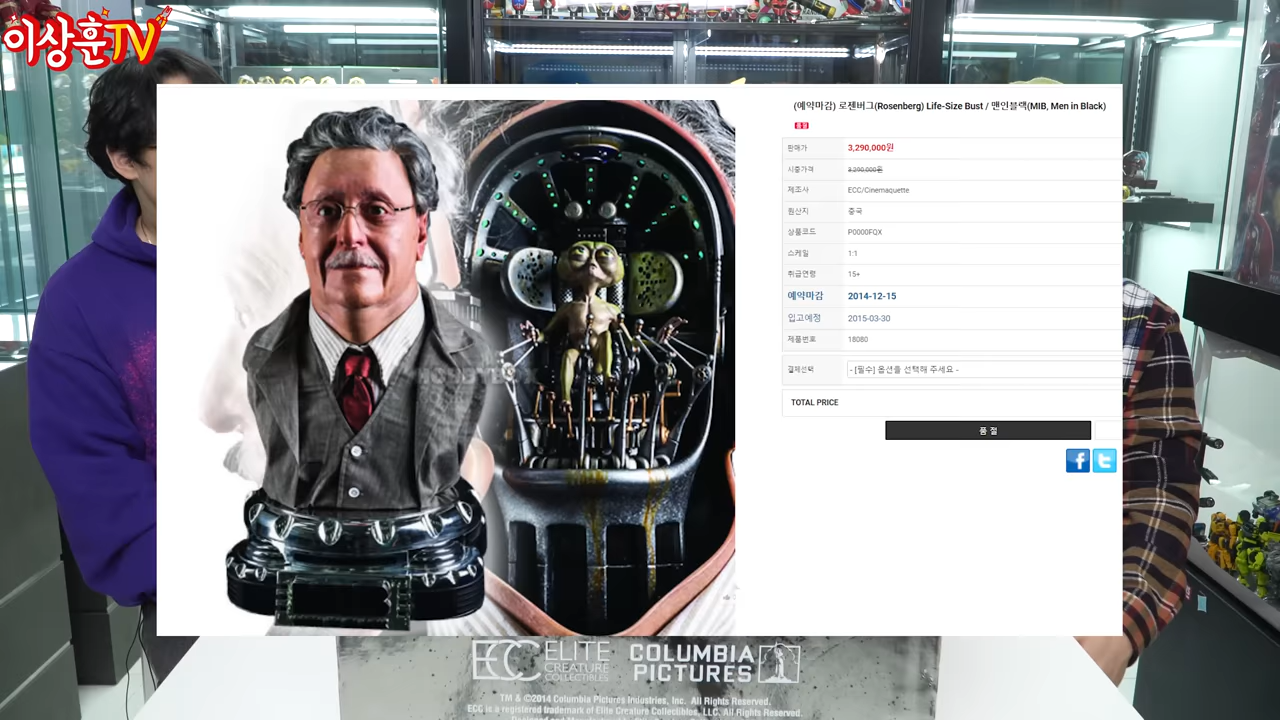 이상훈TV
(예약마감) 로젠버그(Rosenberg) Life-Size Bust / 맨인블랙(MIB, Men in Black)
품절
판매가 3,290,000원
시중가격 3,290,000원
제조사 ECC/Cinemaquette
원산지 중국
상품코드 P0000FQX
스케일 1:1
취급연령 15+
예약마감 2014-12-15
입고예정 2015-03-30
제품번호 18080
결제선택 - [필수] 옵션을 선택해 주세요 -
TOTAL PRICE
품 절
ECC ELITE CREATURE COLLECTIBLES
COLUMBIA PICTURES
TM & ©2014 Columbia Pictures Industries, Inc. All Rights Reserved.
ECC is a registered trademark of Elite Creature Collectibles, LLC. All Rights Reserved.